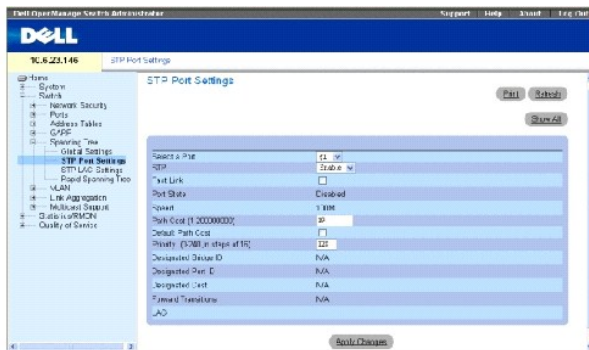 Dell OpenManage Switch Administrator
Support Help About Log Out
DELL
10.6.23.146
STP Port Settings
Home
System
Switch
Network Security
Ports
Address Tables
GARP
Spanning Tree
Global Settings
STP Port Settings
STP LAG Settings
Rapid Spanning Tree
VLAN
Link Aggregation
Multicast Support
Statistics/RMON
Quality of Service
STP Port Settings
Print Refresh
Show All
Select a Port g1
STP Enable
Fast Link
Port State Disabled
Speed 100M
Path Cost (1-200000000) 19
Default Path Cost
Priority (0-240, in steps of 16) 128
Designated Bridge ID N/A
Designated Port ID N/A
Designated Cost N/A
Forward Transitions N/A
LAG
Apply Changes